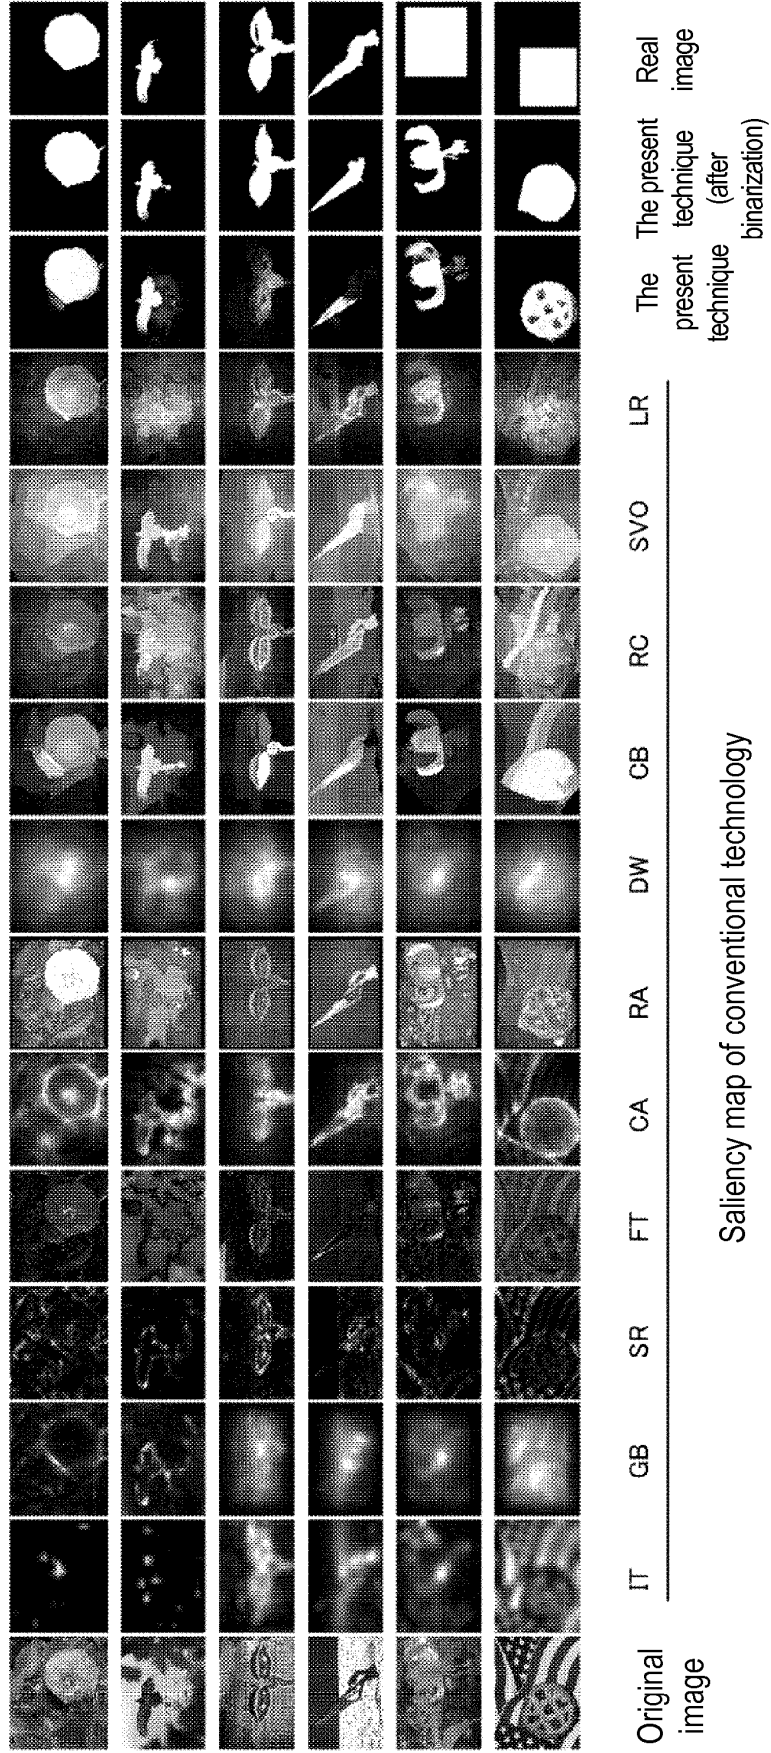 Original
image
IT
GB
SR
FT
CA
RA
DW
CB
RC
SVO
LR
The
present
technique
The present
technique
(after
binarization)
Real
image
Saliency map of conventional technology